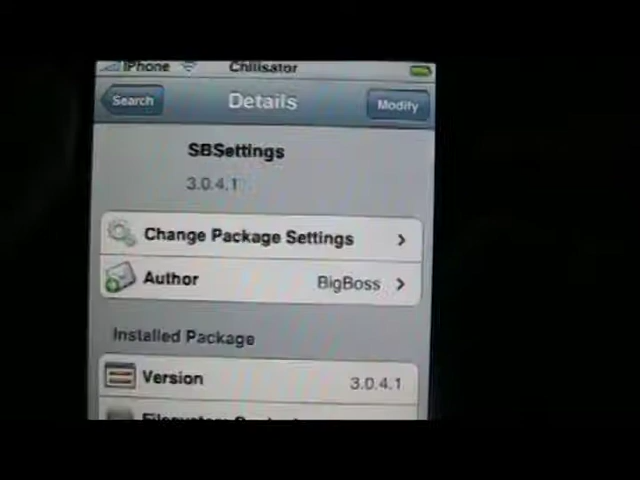 iPhone Chilisator
Search Details Modify
SBSettings
3.0.4.1
Change Package Settings
Author BigBoss
Installed Package
Version 3.0.4.1
Filesystem